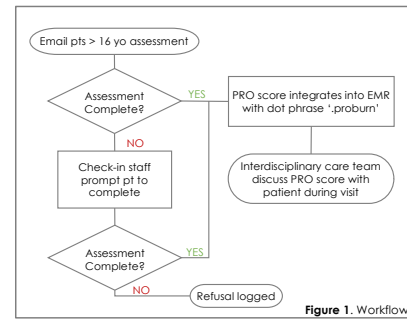 Email pts > 16 yo assessment
Assessment
Complete?
YES
PRO score integrates into EMR
with dot phrase '.proburn'
NO
Check-in staff
prompt pt to
complete
Interdisciplinary care team
discuss PRO score with
patient during visit
Assessment
Complete?
YES
NO
Refusal logged
Figure 1. Workflow